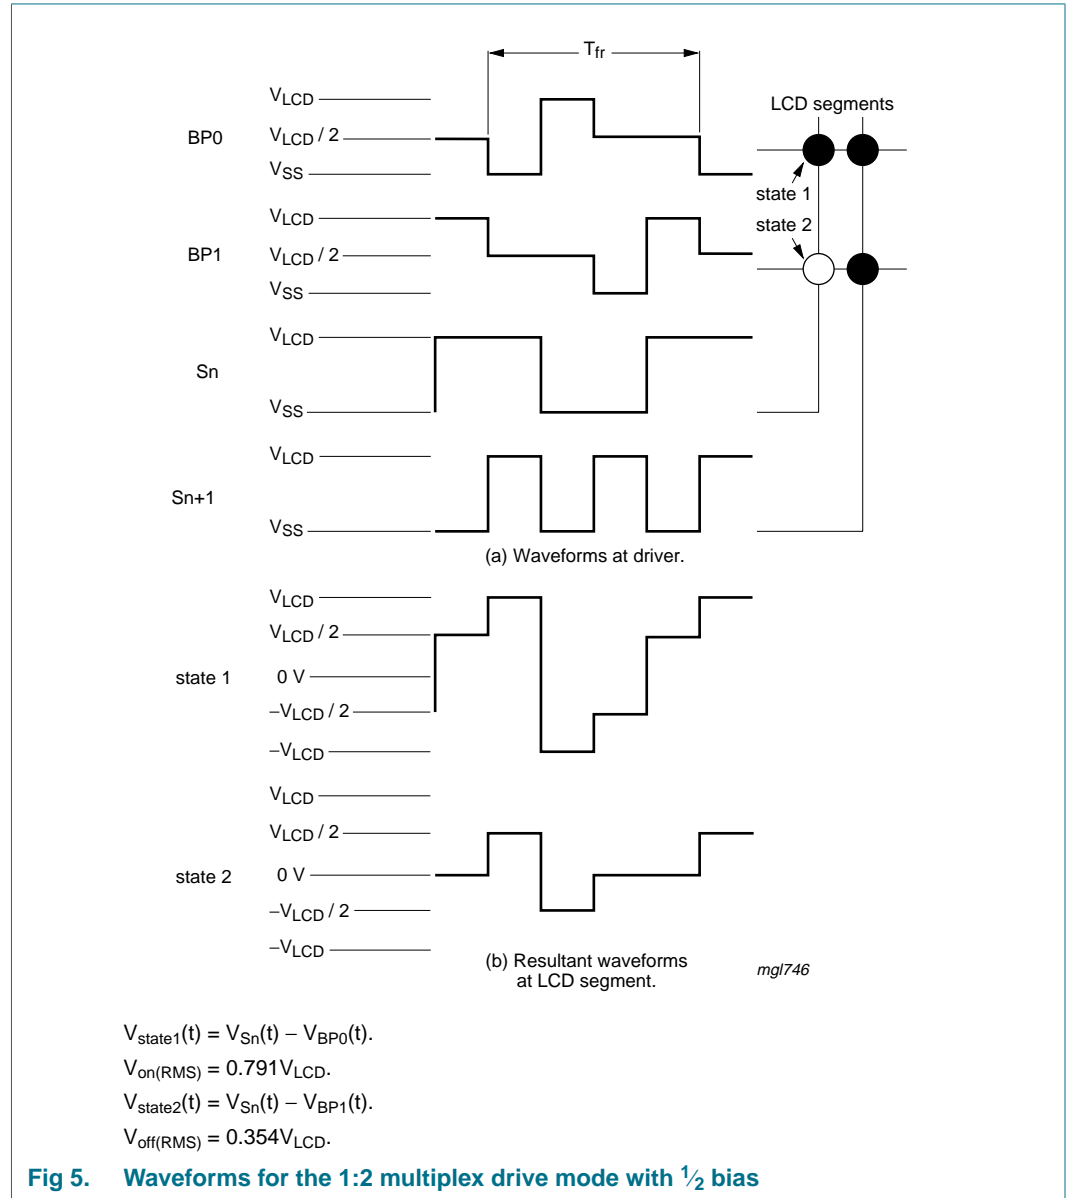 Tfr
VLCD
BP0
VLCD / 2
VSS
LCD segments
state 1
state 2
VLCD
BP1
VLCD / 2
VSS
VLCD
Sn
VSS
VLCD
Sn+1
VSS
(a) Waveforms at driver.
VLCD
VLCD / 2
state 1
0 V
−VLCD / 2
−VLCD
VLCD
VLCD / 2
state 2
0 V
−VLCD / 2
−VLCD
(b) Resultant waveforms
at LCD segment.
mgl746
Vstate1(t) = VSn(t) − VBP0(t).
Von(RMS) = 0.791VLCD.
Vstate2(t) = VSn(t) − VBP1(t).
Voff(RMS) = 0.354VLCD.
Fig 5. Waveforms for the 1:2 multiplex drive mode with 1⁄2 bias